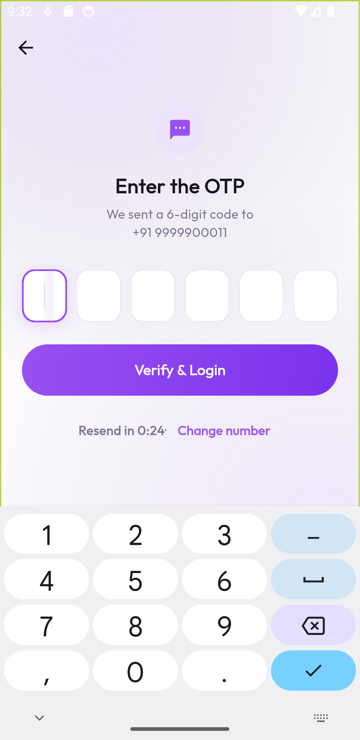 9:32
Enter the OTP
We sent a 6-digit code to
+91 9999900011
Verify & Login
Resend in 0:24· Change number
1 2 3 –
4 5 6
7 8 9
, 0 .